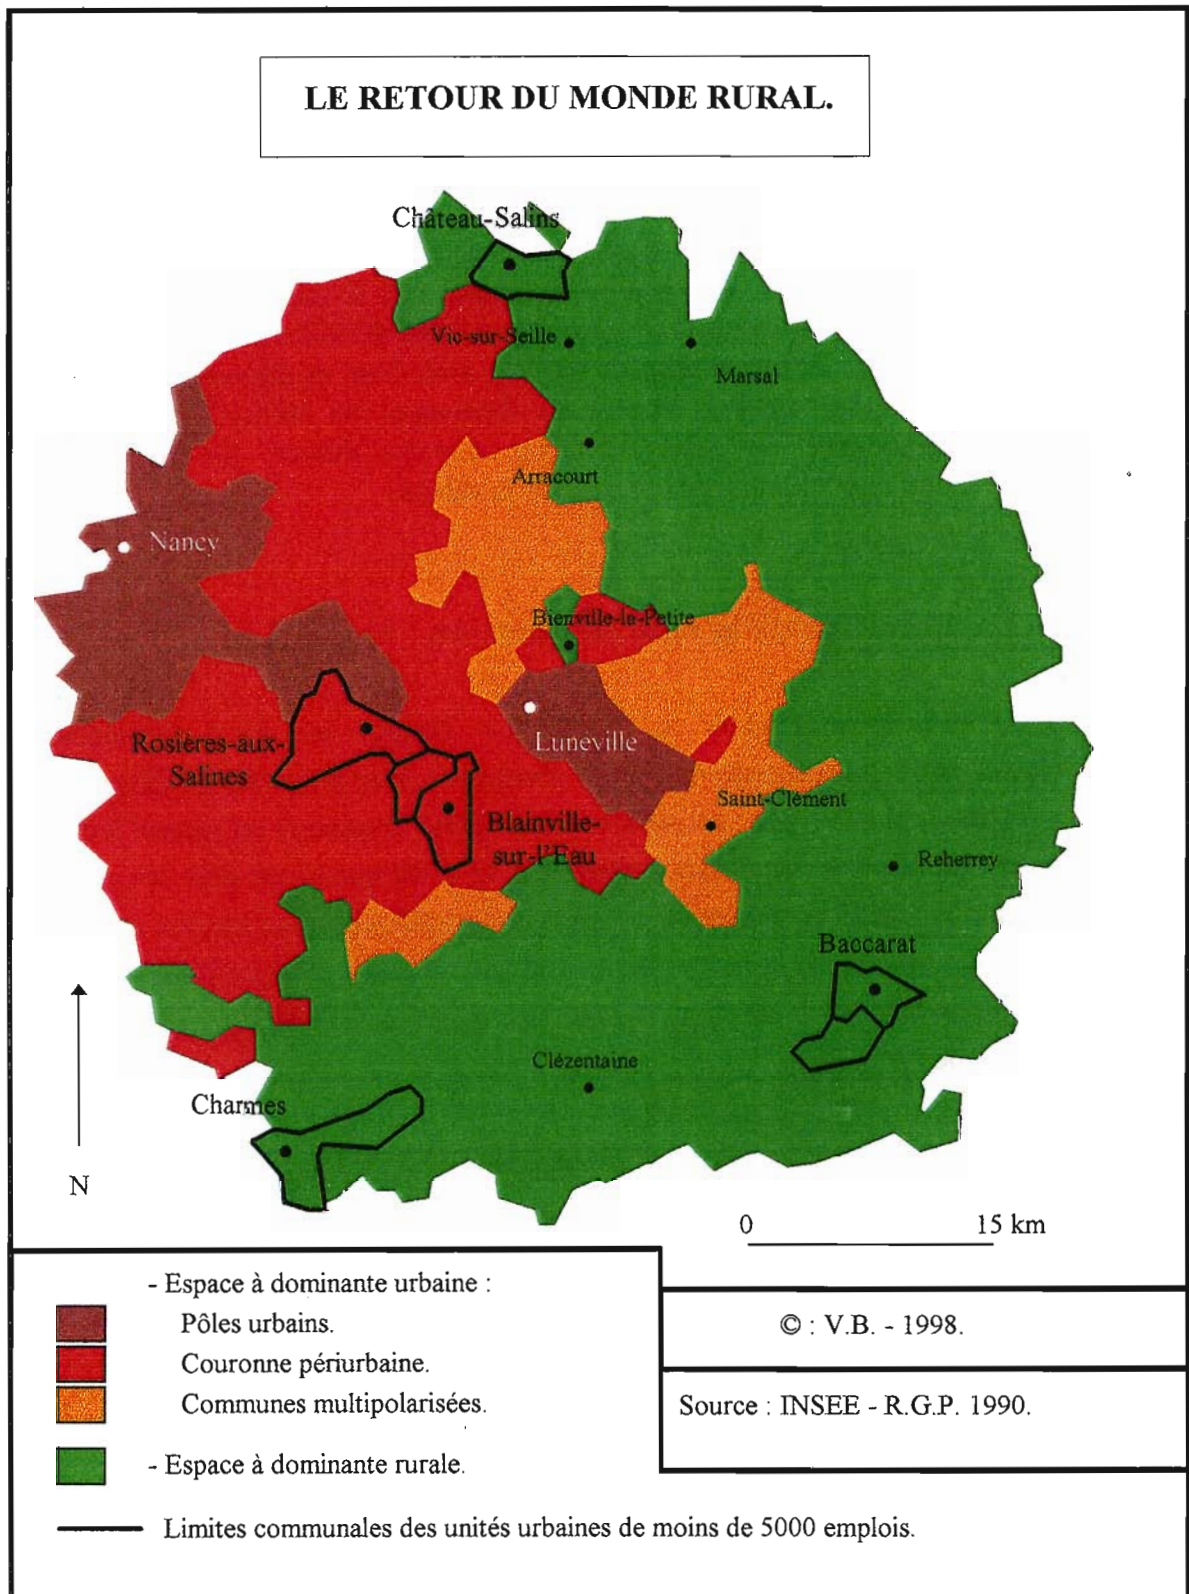 LE RETOUR DU MONDE RURAL.
Château-Salins
Vic-sur-Seille
Marsal
Arracourt
Nancy
Bienville-la-Petite
Luneville
Rosières-aux-
Salines
Saint-Clément
Blainville-
sur-l'Eau
Reherrey
Baccarat
Clézentaine
Charmes
N
0 15 km
- Espace à dominante urbaine :
Pôles urbains.
Couronne périurbaine.
Communes multipolarisées.
- Espace à dominante rurale.
Limites communales des unités urbaines de moins de 5000 emplois.
© : V.B. - 1998.
Source : INSEE - R.G.P. 1990.